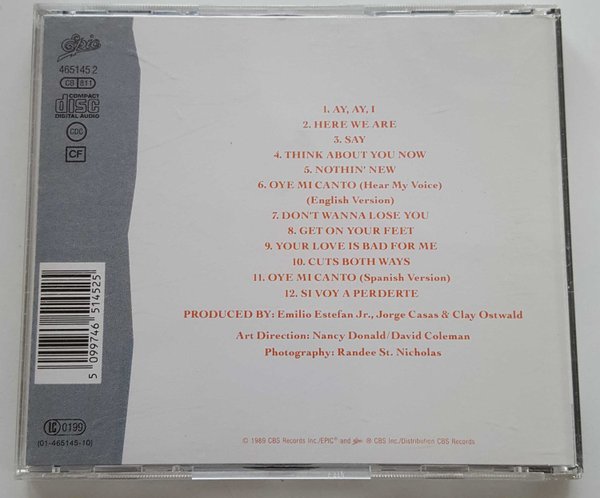 Epic
465145 2
CB 811
COMPACT
disc
DIGITAL AUDIO
CDC
CF
1. AY, AY, I
2. HERE WE ARE
3. SAY
4. THINK ABOUT YOU NOW
5. NOTHIN' NEW
6. OYE MI CANTO (Hear My Voice)
(English Version)
7. DON'T WANNA LOSE YOU
8. GET ON YOUR FEET
9. YOUR LOVE IS BAD FOR ME
10. CUTS BOTH WAYS
11. OYE MI CANTO (Spanish Version)
12. SI VOY A PERDERTE
PRODUCED BY: Emilio Estefan Jr., Jorge Casas & Clay Ostwald
Art Direction: Nancy Donald/David Coleman
Photography: Randee St. Nicholas
5 099746 514525
LC 0199
(01-465145-10)
© 1989 CBS Records Inc./EPIC® and Epic ® CBS Inc./Distribution CBS Records